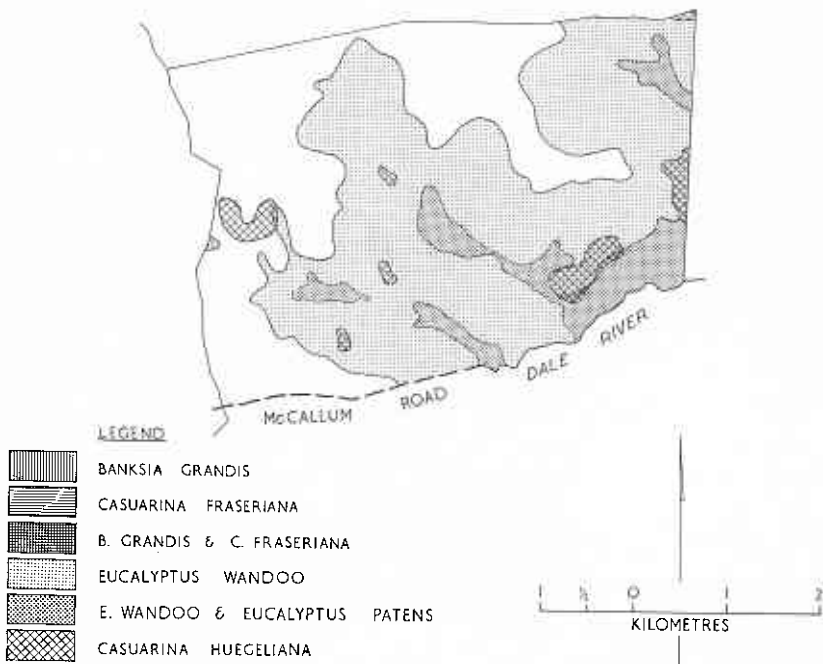 McCALLUM ROAD DALE RIVER
LEGEND
BANKSIA GRANDIS
CASUARINA FRASERIANA
B. GRANDIS & C. FRASERIANA
EUCALYPTUS WANDOO
E. WANDOO & EUCALYPTUS PATENS
CASUARINA HUEGELIANA
1 ½ 0 1 2
KILOMETRES